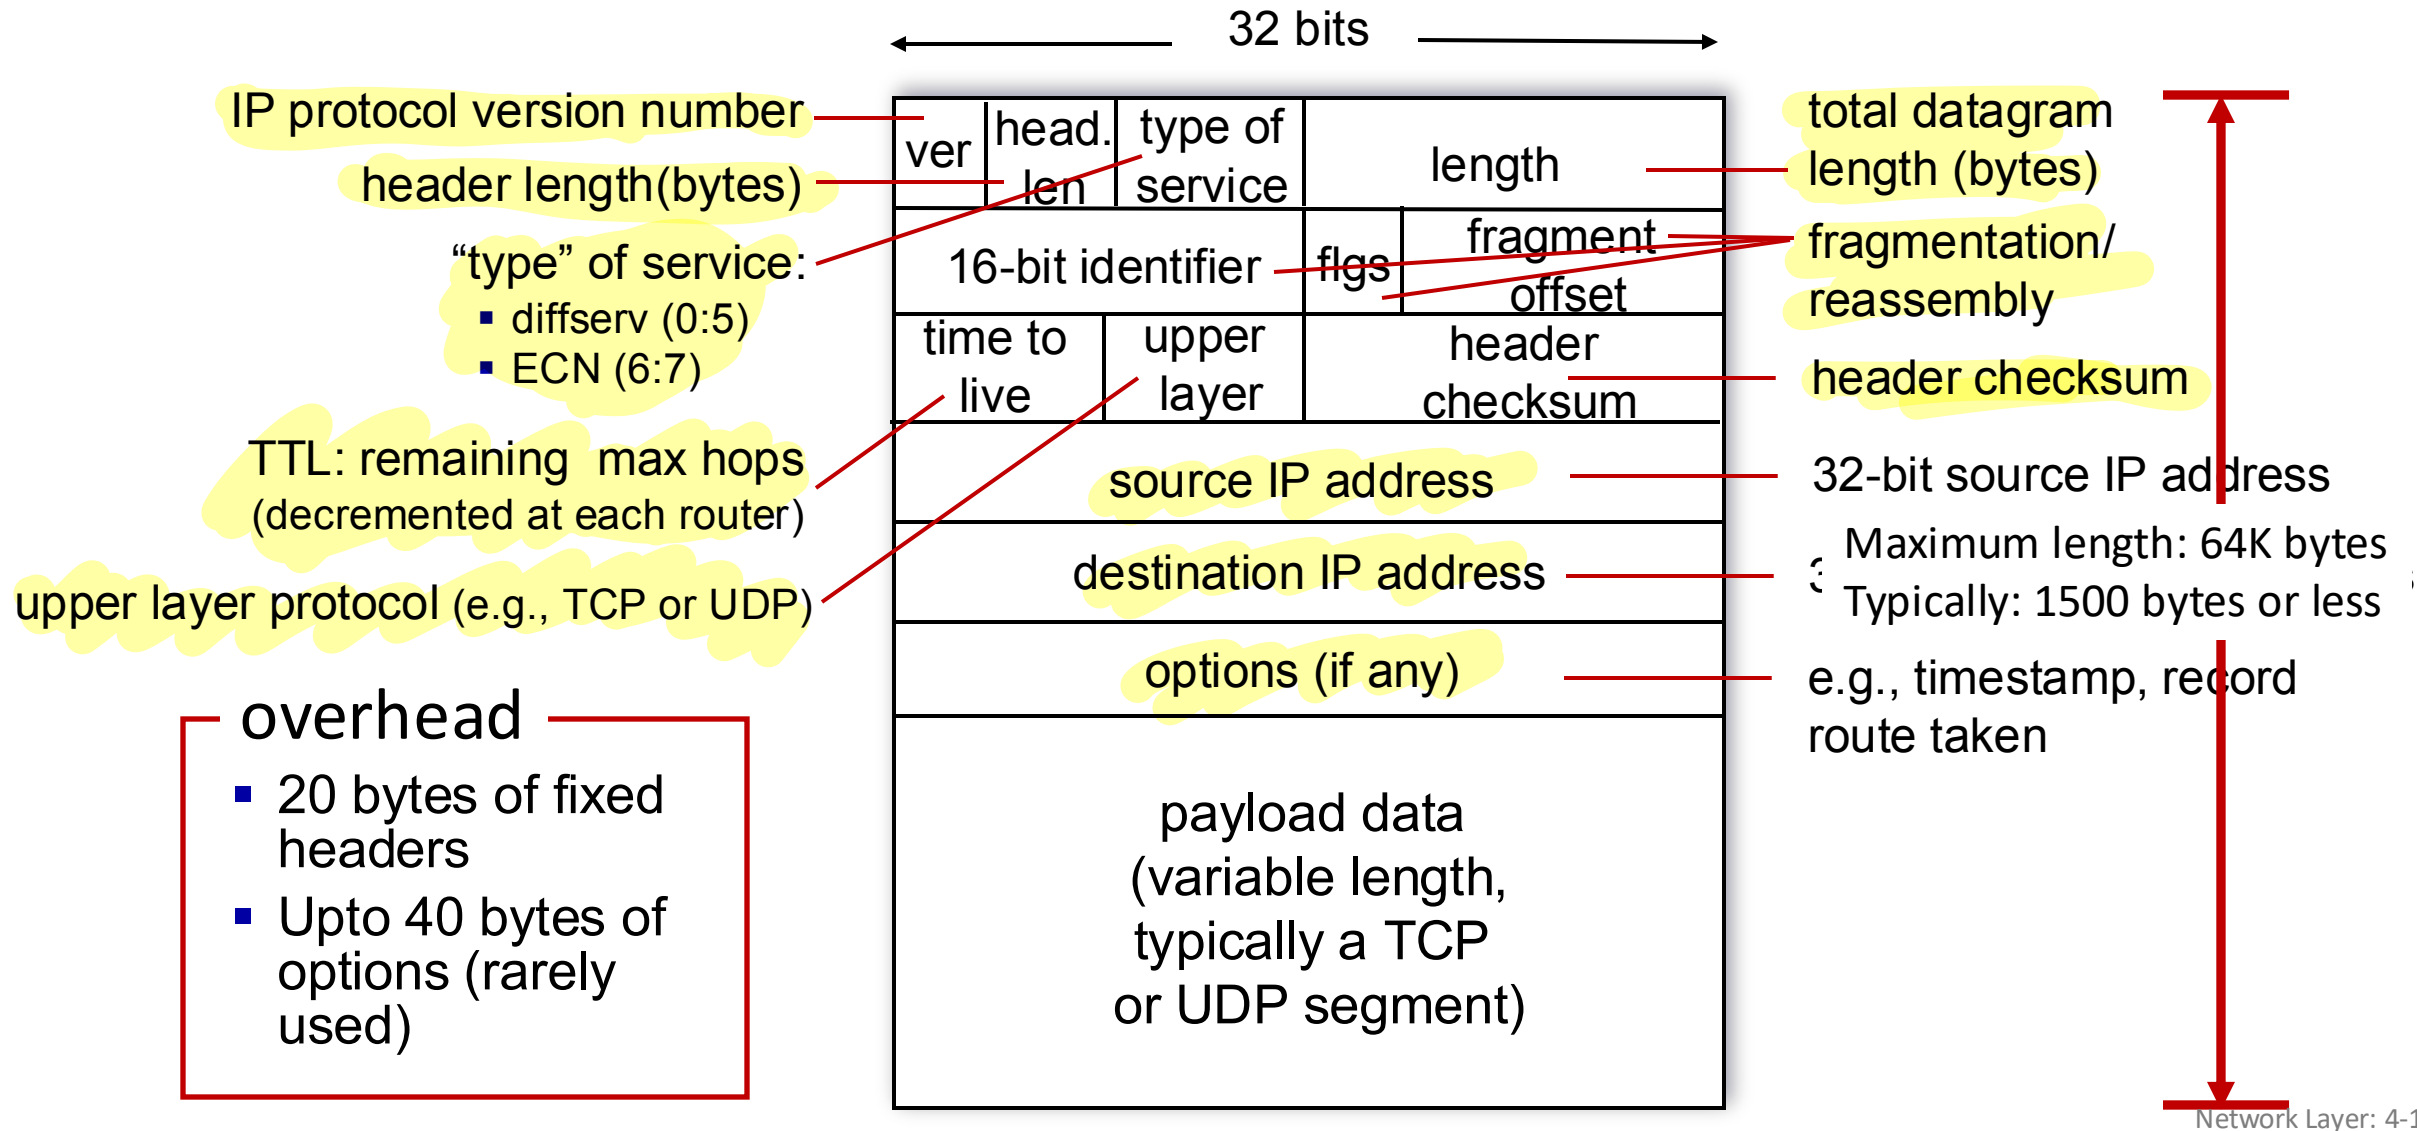 32 bits
IP protocol version number
header length(bytes)
“type” of service:
diffserv (0:5)
ECN (6:7)
TTL: remaining max hops
(decremented at each router)
upper layer protocol (e.g., TCP or UDP)
overhead
20 bytes of fixed
headers
Upto 40 bytes of
options (rarely
used)
ver
head.
len
type of
service
length
16-bit identifier
flgs
fragment
offset
time to
live
upper
layer
header
checksum
source IP address
destination IP address
options (if any)
payload data
(variable length,
typically a TCP
or UDP segment)
total datagram
length (bytes)
fragmentation/
reassembly
header checksum
32-bit source IP address
Maximum length: 64K bytes
Typically: 1500 bytes or less
e.g., timestamp, record
route taken
Network Layer: 4-1